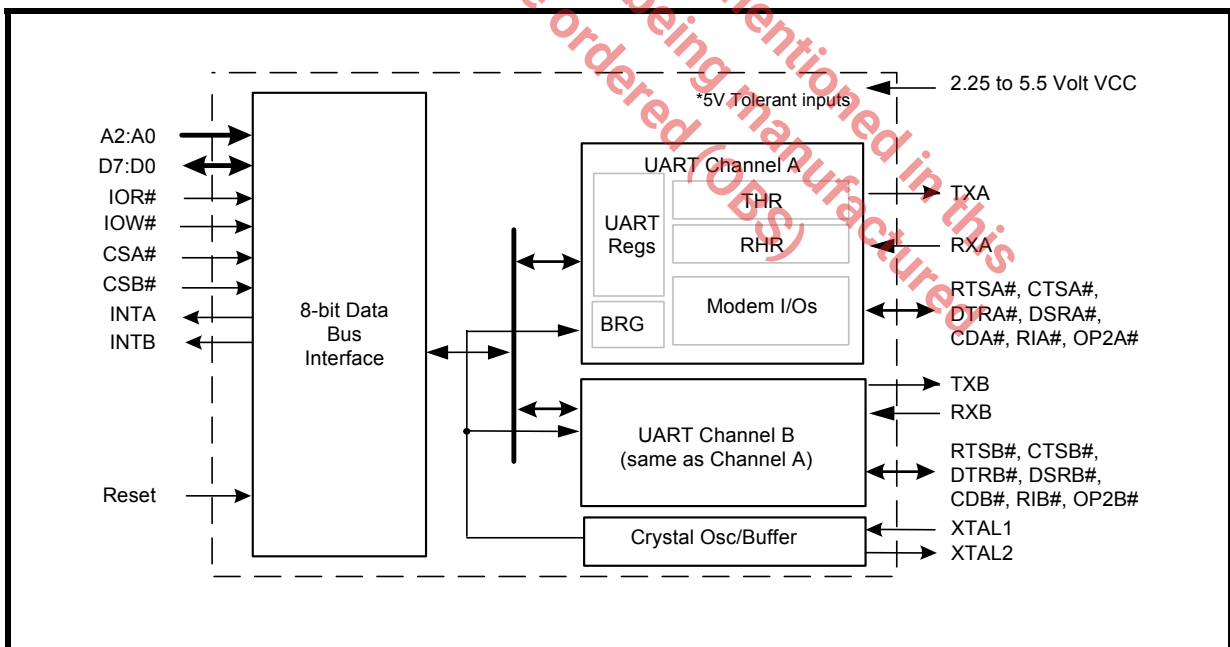 mentioned in this
being manufactured
e ordered (OBS)
2.25 to 5.5 Volt VCC
*5V Tolerant inputs
A2:A0
D7:D0
IOR#
IOW#
CSA#
CSB#
INTA
INTB
Reset
8-bit Data
Bus
Interface
UART Channel A
UART
Regs
THR
RHR
BRG
Modem I/Os
TXA
RXA
RTSA#, CTSA#,
DTRA#, DSRA#,
CDA#, RIA#, OP2A#
UART Channel B
(same as Channel A)
TXB
RXB
RTSB#, CTSB#,
DTRB#, DSRB#,
CDB#, RIB#, OP2B#
Crystal Osc/Buffer
XTAL1
XTAL2